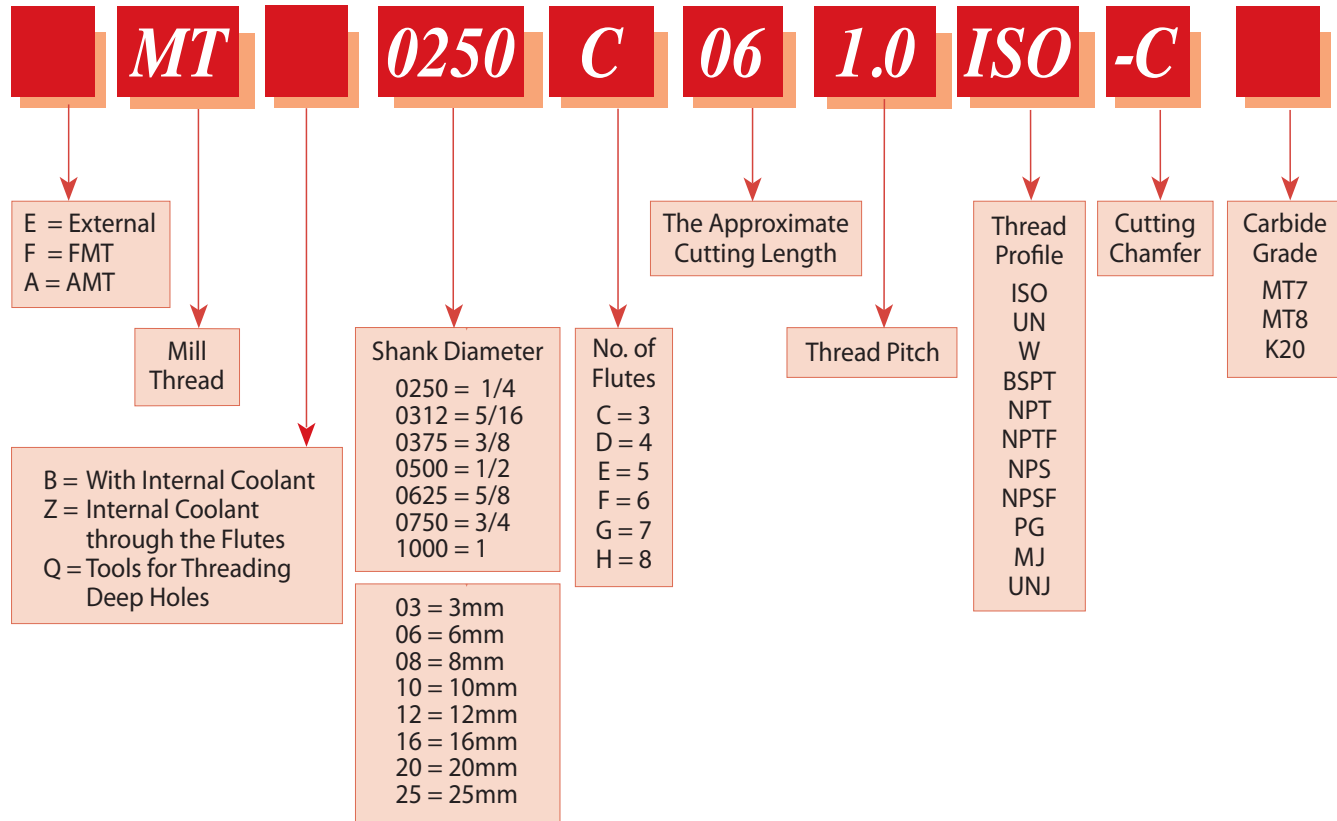 MT 0250 C 06 1.0 ISO -C
E = External
F = FMT
A = AMT
Mill
Thread
B = With Internal Coolant
Z = Internal Coolant
through the Flutes
Q = Tools for Threading
Deep Holes
Shank Diameter
0250 = 1/4
0312 = 5/16
0375 = 3/8
0500 = 1/2
0625 = 5/8
0750 = 3/4
1000 = 1
03 = 3mm
06 = 6mm
08 = 8mm
10 = 10mm
12 = 12mm
16 = 16mm
20 = 20mm
25 = 25mm
No. of
Flutes
C = 3
D = 4
E = 5
F = 6
G = 7
H = 8
The Approximate
Cutting Length
Thread Pitch
Thread
Profile
ISO
UN
W
BSPT
NPT
NPTF
NPS
NPSF
PG
MJ
UNJ
Cutting
Chamfer
Carbide
Grade
MT7
MT8
K20